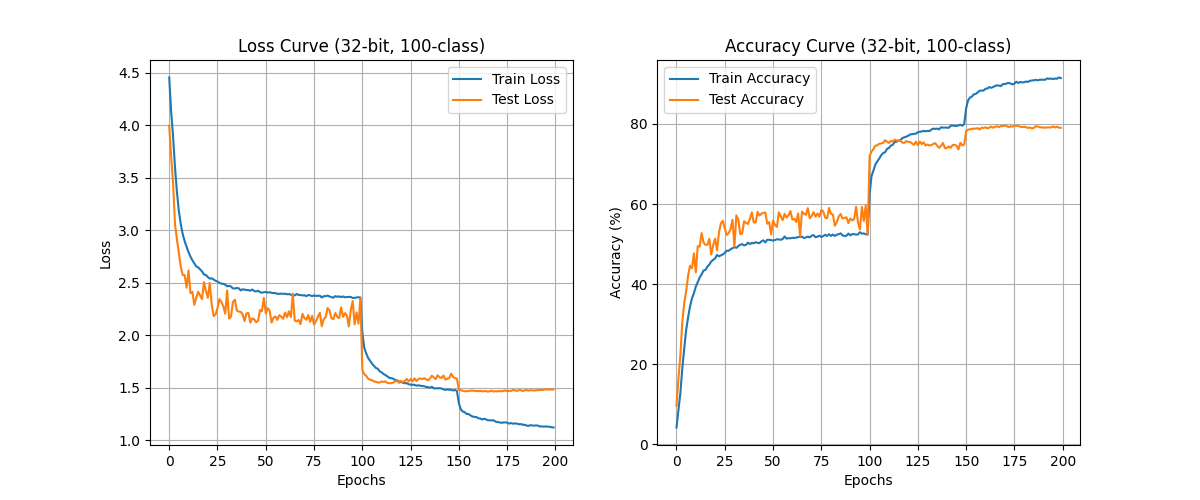 Loss Curve (32-bit, 100-class)
4.5
4.0
3.5
3.0
2.5
2.0
1.5
1.0
Loss
0 25 50 75 100 125 150 175 200
Epochs
Train Loss
Test Loss
Accuracy Curve (32-bit, 100-class)
80
60
40
20
0
Accuracy (%)
0 25 50 75 100 125 150 175 200
Epochs
Train Accuracy
Test Accuracy